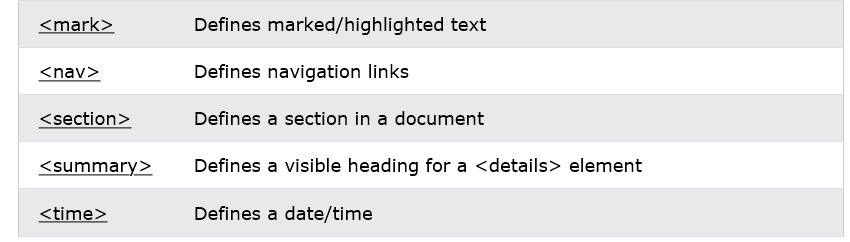 <mark> Defines marked/highlighted text
<nav> Defines navigation links
<section> Defines a section in a document
<summary> Defines a visible heading for a <details> element
<time> Defines a date/time